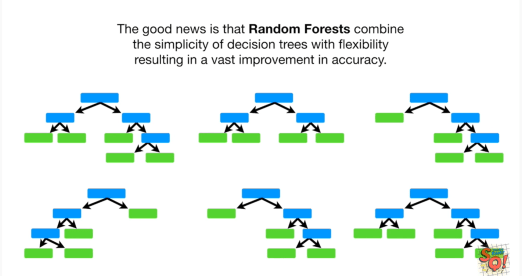 The good news is that Random Forests combine
the simplicity of decision trees with flexibility
resulting in a vast improvement in accuracy.
SQ!